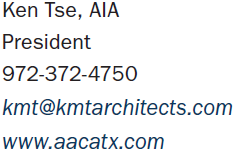 Ken Tse, AIA
President
972-372-4750
kmt@kmtarchitects.com
www.aacatx.com